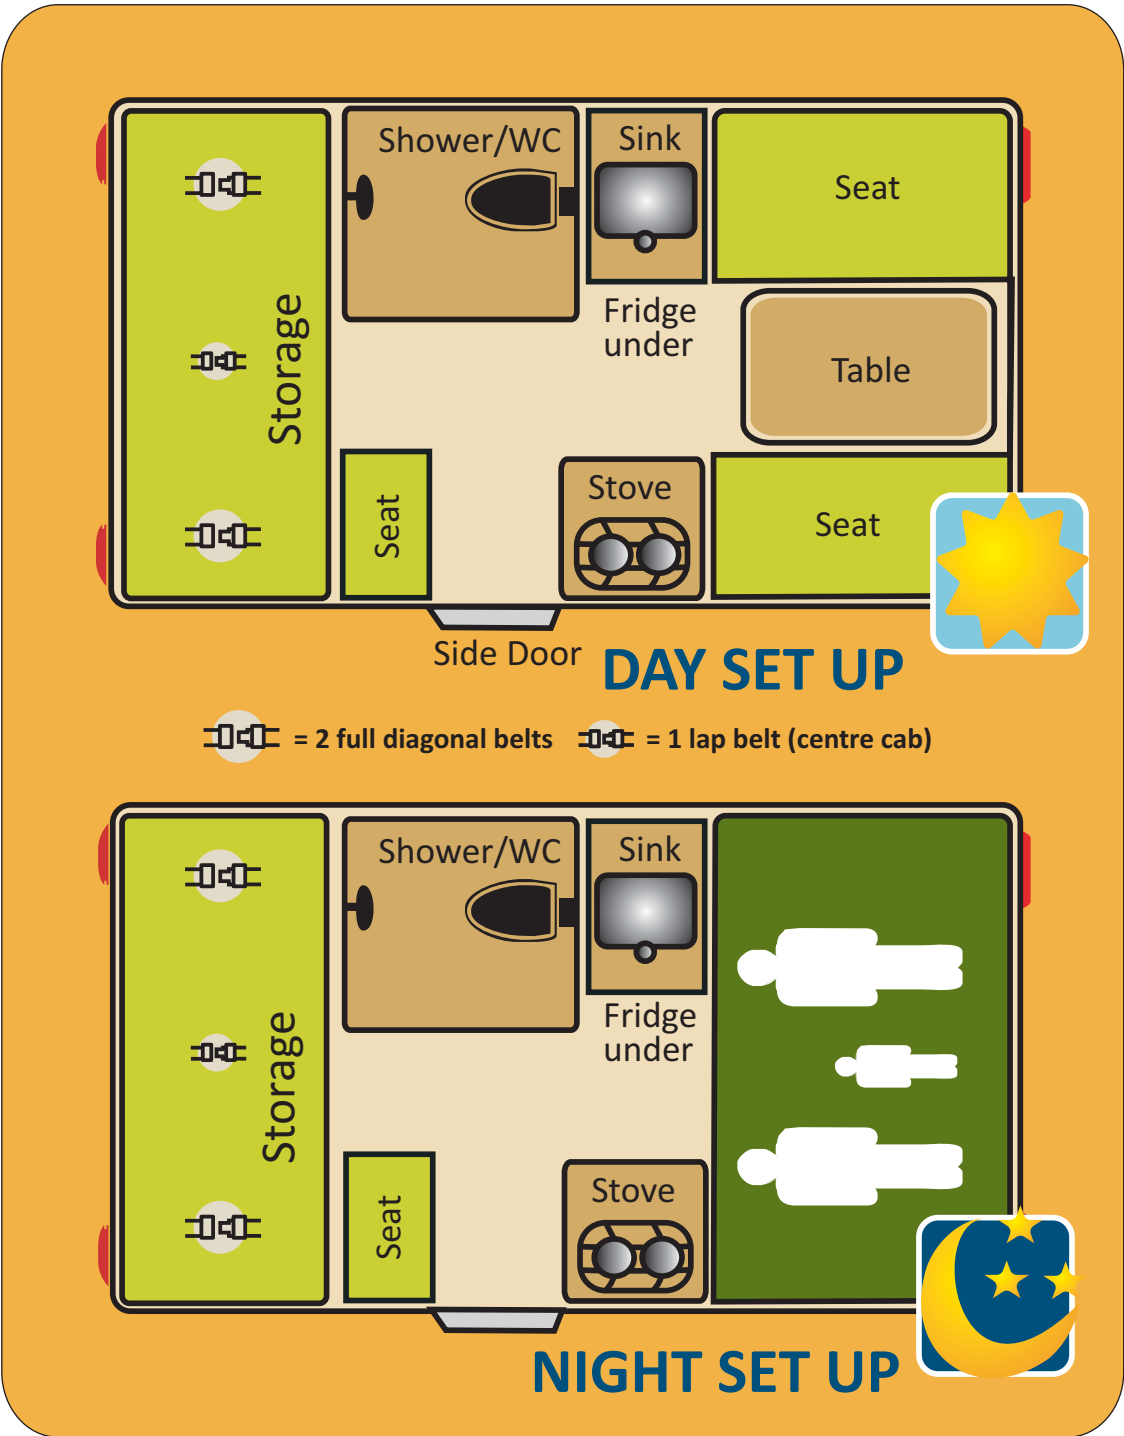 Shower/WC
Sink
Seat
Storage
Fridge
under
Table
Seat
Stove
Seat
Side Door
DAY SET UP
= 2 full diagonal belts
= 1 lap belt (centre cab)
Shower/WC
Sink
Storage
Fridge
under
Seat
Stove
NIGHT SET UP